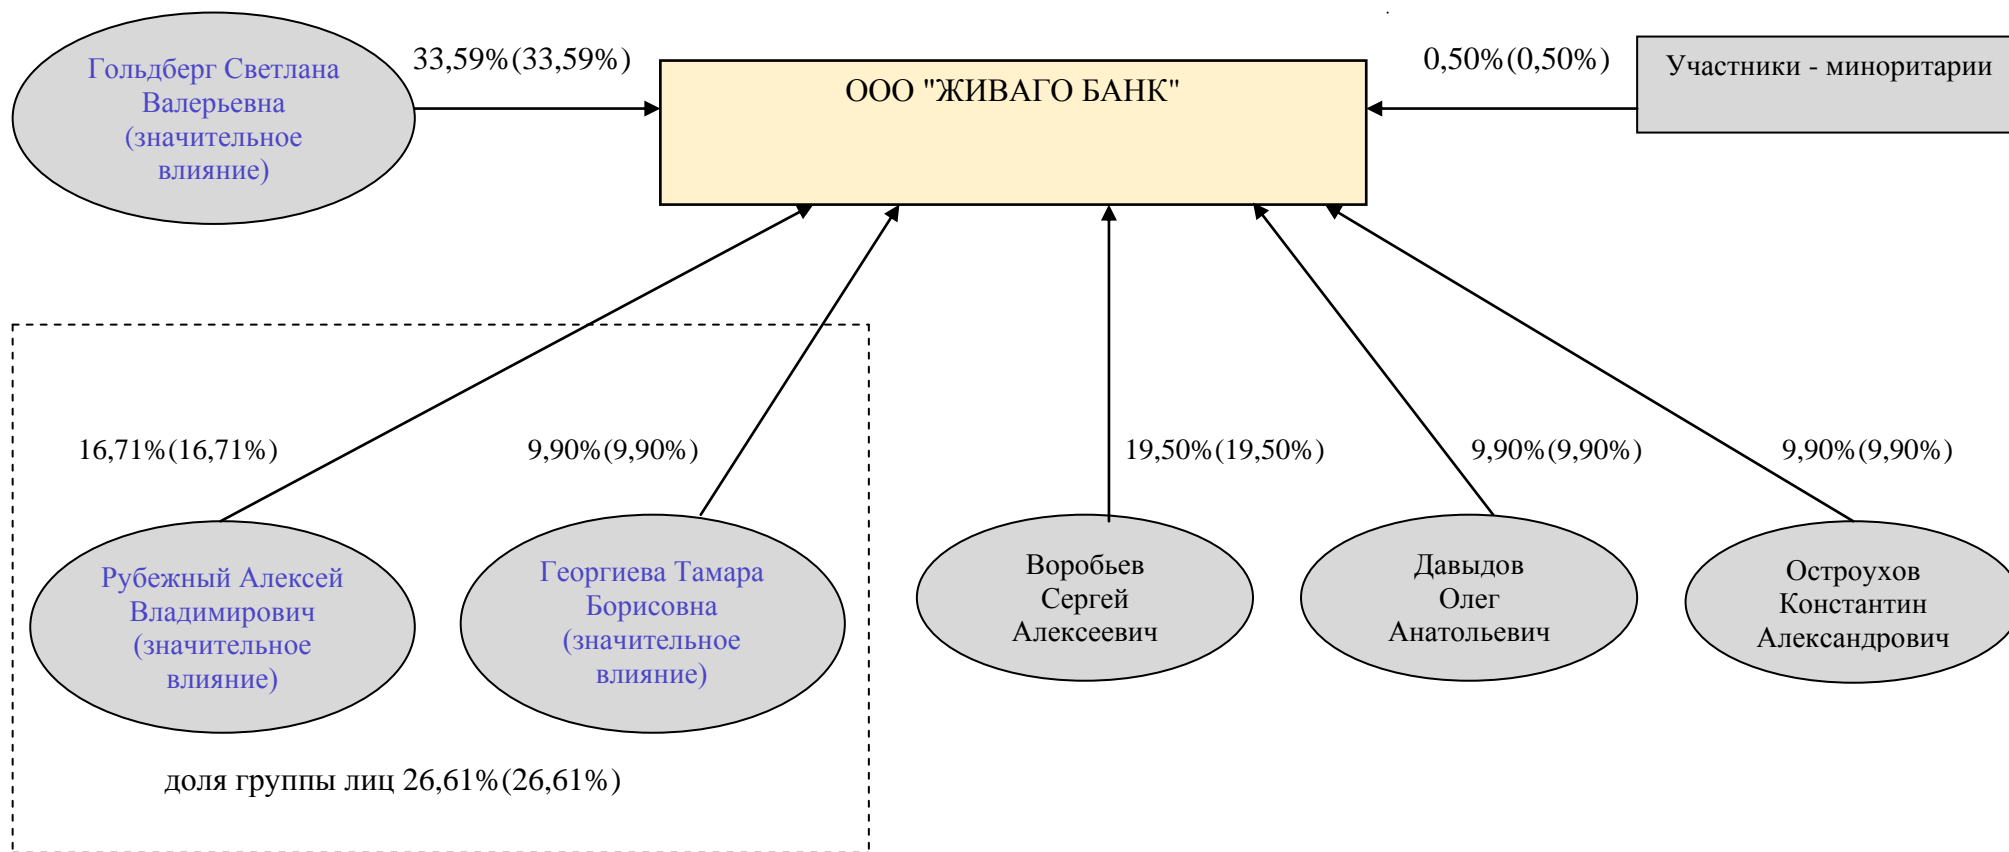 Гольдберг Светлана
Валерьевна
(значительное
влияние)
33,59%(33,59%)
ООО "ЖИВАГО БАНК"
0,50%(0,50%)
Участники - миноритарии
16,71%(16,71%)
9,90%(9,90%)
19,50%(19,50%)
9,90%(9,90%)
9,90%(9,90%)
Рубежный Алексей
Владимирович
(значительное
влияние)
Георгиева Тамара
Борисовна
(значительное
влияние)
Воробьев
Сергей
Алексеевич
Давыдов
Олег
Анатольевич
Остроухов
Константин
Александрович
доля группы лиц 26,61%(26,61%)